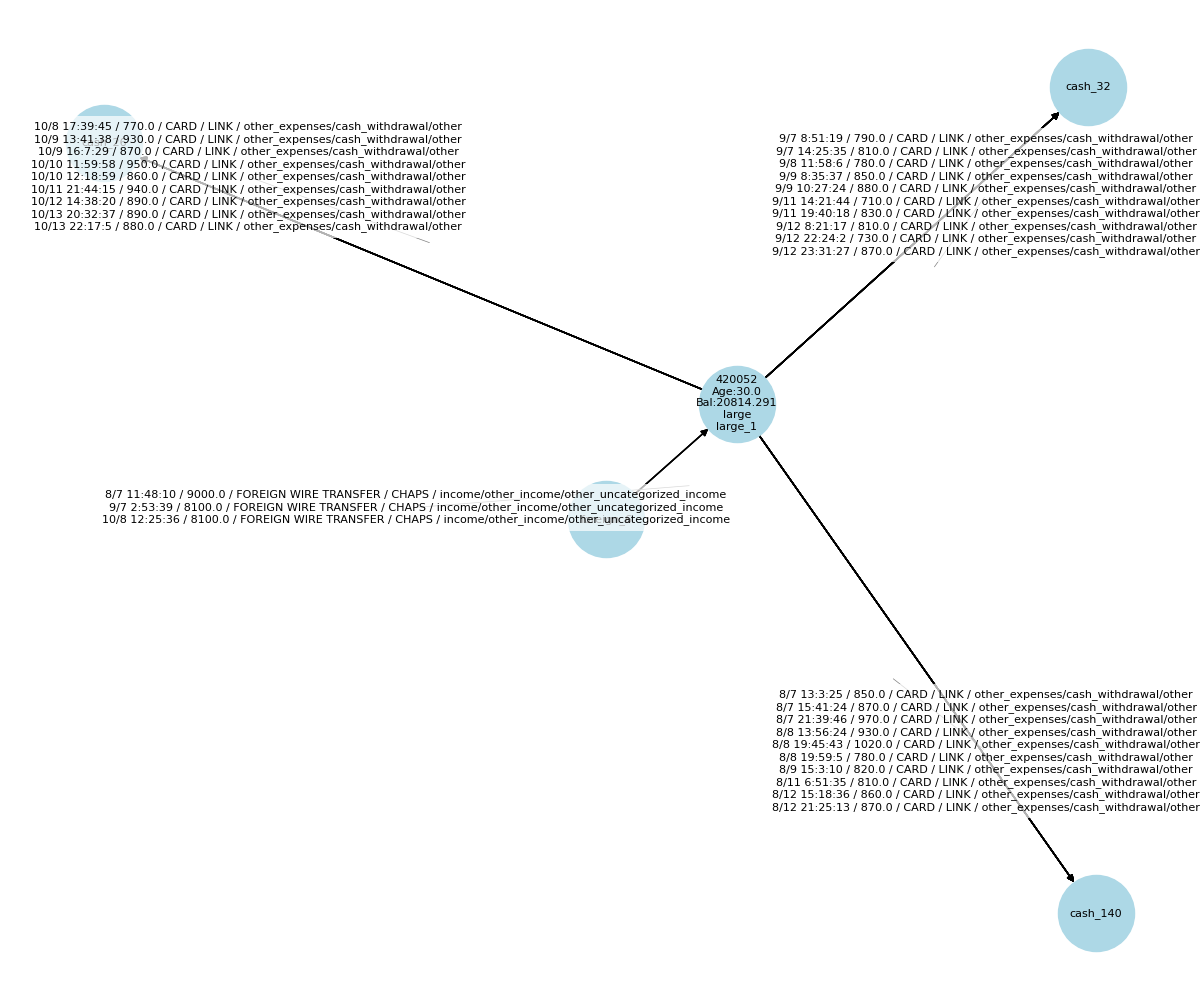 cash_32
10/8 17:39:45 / 770.0 / CARD / LINK / other_expenses/cash_withdrawal/other
10/9 13:41:38 / 930.0 / CARD / LINK / other_expenses/cash_withdrawal/other
10/9 16:7:29 / 870.0 / CARD / LINK / other_expenses/cash_withdrawal/other
10/10 11:59:58 / 950.0 / CARD / LINK / other_expenses/cash_withdrawal/other
10/10 12:18:59 / 860.0 / CARD / LINK / other_expenses/cash_withdrawal/other
10/11 21:44:15 / 940.0 / CARD / LINK / other_expenses/cash_withdrawal/other
10/12 14:38:20 / 890.0 / CARD / LINK / other_expenses/cash_withdrawal/other
10/13 20:32:37 / 890.0 / CARD / LINK / other_expenses/cash_withdrawal/other
10/13 22:17:5 / 880.0 / CARD / LINK / other_expenses/cash_withdrawal/other
9/7 8:51:19 / 790.0 / CARD / LINK / other_expenses/cash_withdrawal/other
9/7 14:25:35 / 810.0 / CARD / LINK / other_expenses/cash_withdrawal/other
9/8 11:58:6 / 780.0 / CARD / LINK / other_expenses/cash_withdrawal/other
9/9 8:35:37 / 850.0 / CARD / LINK / other_expenses/cash_withdrawal/other
9/9 10:27:24 / 880.0 / CARD / LINK / other_expenses/cash_withdrawal/other
9/11 14:21:44 / 710.0 / CARD / LINK / other_expenses/cash_withdrawal/other
9/11 19:40:18 / 830.0 / CARD / LINK / other_expenses/cash_withdrawal/other
9/12 8:21:17 / 810.0 / CARD / LINK / other_expenses/cash_withdrawal/other
9/12 22:24:2 / 730.0 / CARD / LINK / other_expenses/cash_withdrawal/other
9/12 23:31:27 / 870.0 / CARD / LINK / other_expenses/cash_withdrawal/other
420052
Age:30.0
Bal:20814.291
large
large_1
8/7 11:48:10 / 9000.0 / FOREIGN WIRE TRANSFER / CHAPS / income/other_income/other_uncategorized_income
9/7 2:53:39 / 8100.0 / FOREIGN WIRE TRANSFER / CHAPS / income/other_income/other_uncategorized_income
10/8 12:25:36 / 8100.0 / FOREIGN WIRE TRANSFER / CHAPS / income/other_income/other_uncategorized_income
8/7 13:3:25 / 850.0 / CARD / LINK / other_expenses/cash_withdrawal/other
8/7 15:41:24 / 870.0 / CARD / LINK / other_expenses/cash_withdrawal/other
8/7 21:39:46 / 970.0 / CARD / LINK / other_expenses/cash_withdrawal/other
8/8 13:56:24 / 930.0 / CARD / LINK / other_expenses/cash_withdrawal/other
8/8 19:45:43 / 1020.0 / CARD / LINK / other_expenses/cash_withdrawal/other
8/8 19:59:5 / 780.0 / CARD / LINK / other_expenses/cash_withdrawal/other
8/9 15:3:10 / 820.0 / CARD / LINK / other_expenses/cash_withdrawal/other
8/11 6:51:35 / 810.0 / CARD / LINK / other_expenses/cash_withdrawal/other
8/12 15:18:36 / 860.0 / CARD / LINK / other_expenses/cash_withdrawal/other
8/12 21:25:13 / 870.0 / CARD / LINK / other_expenses/cash_withdrawal/other
cash_140